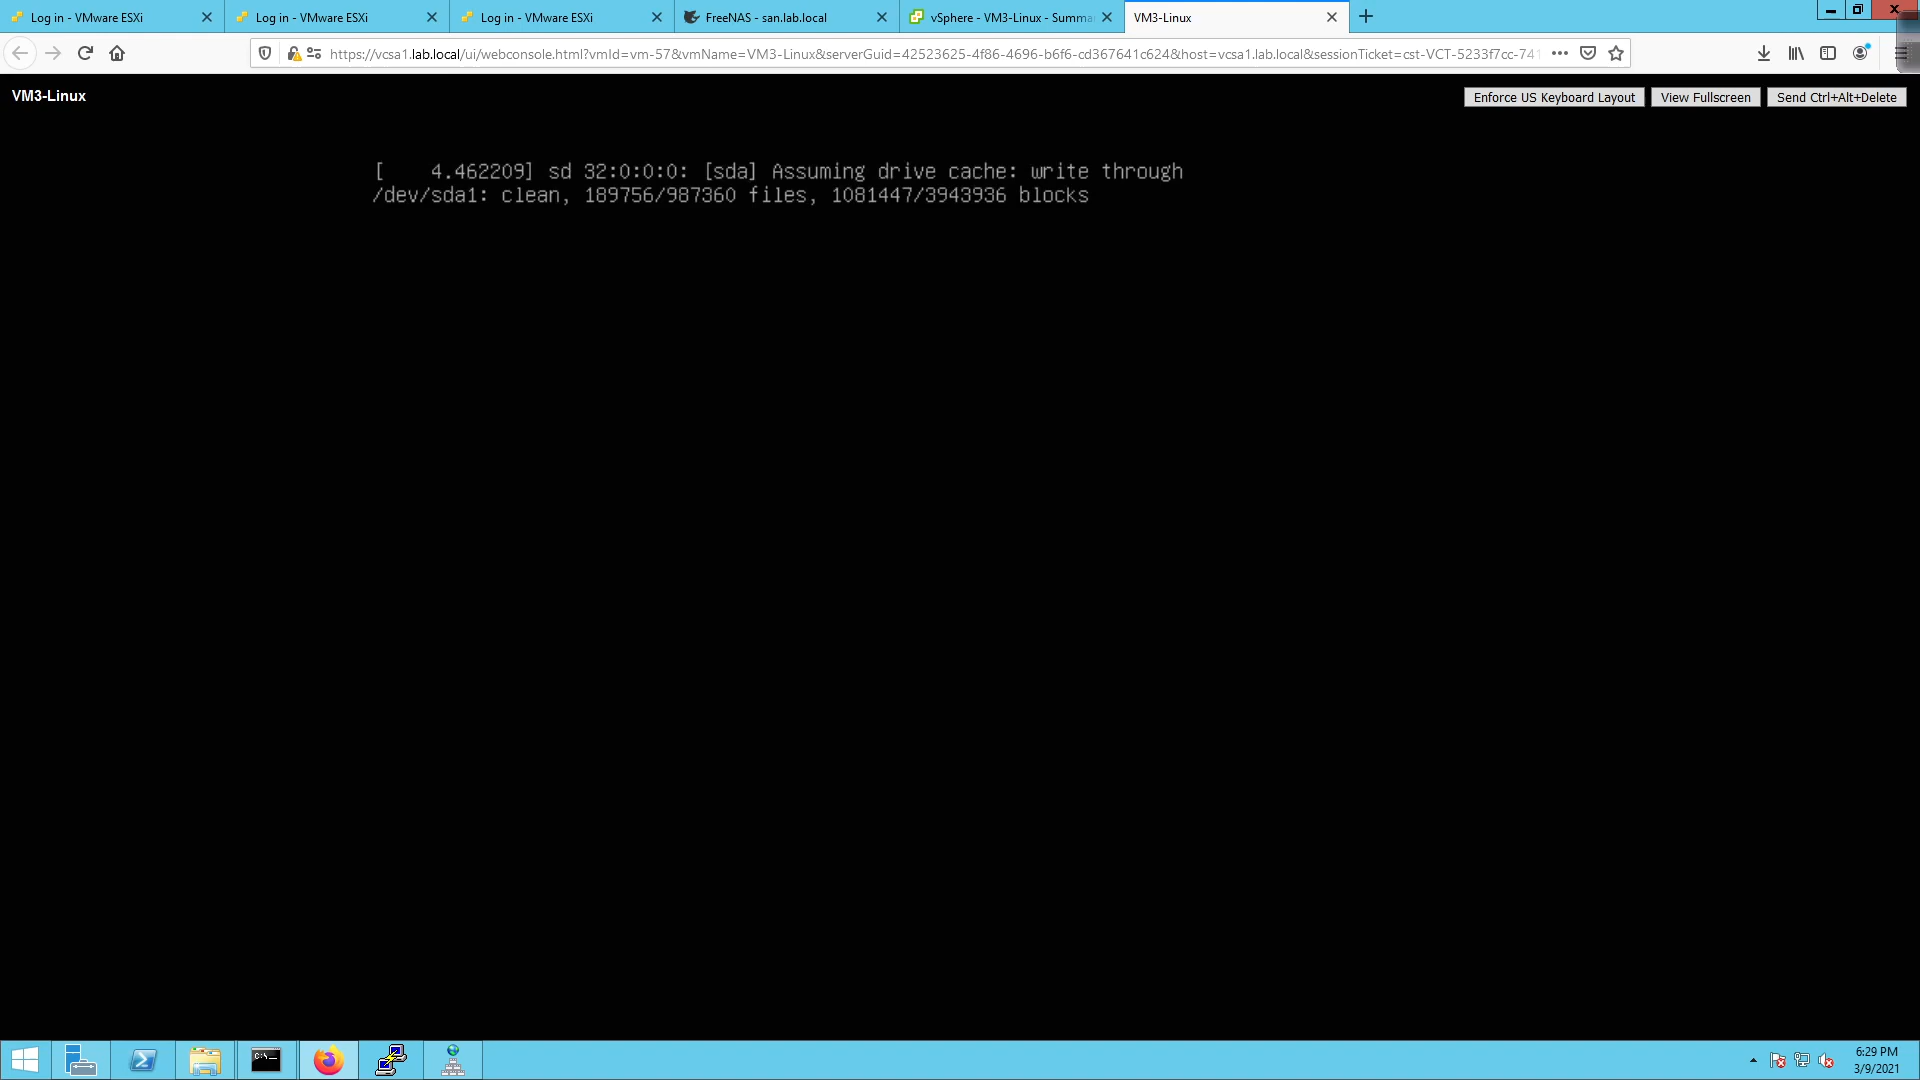 Log in - VMware ESXi
Log in - VMware ESXi
Log in - VMware ESXi
FreeNAS - san.lab.local
vSphere - VM3-Linux - Summa
VM3-Linux
https://vcsa1.lab.local/ui/webconsole.html?vmId=vm-57&vmName=VM3-Linux&serverGuid=42523625-4f86-4696-b6f6-cd367641c624&host=vcsa1.lab.local&sessionTicket=cst-VCT-5233f7cc-741
VM3-Linux
Enforce US Keyboard Layout
View Fullscreen
Send Ctrl+Alt+Delete
[    4.462209] sd 32:0:0:0: [sda] Assuming drive cache: write through
/dev/sda1: clean, 189756/987360 files, 1081447/3943936 blocks
C:\_
6:29 PM
3/9/2021